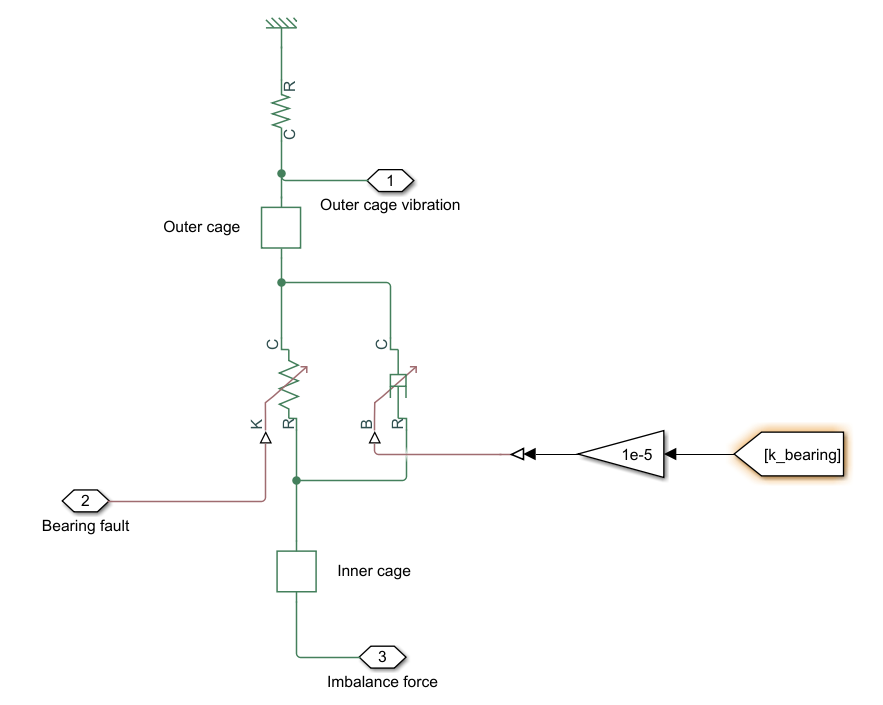 R
C
1
Outer cage vibration
Outer cage
C
C
K
R
B
R
1e-5
[k_bearing]
2
Bearing fault
Inner cage
3
Imbalance force